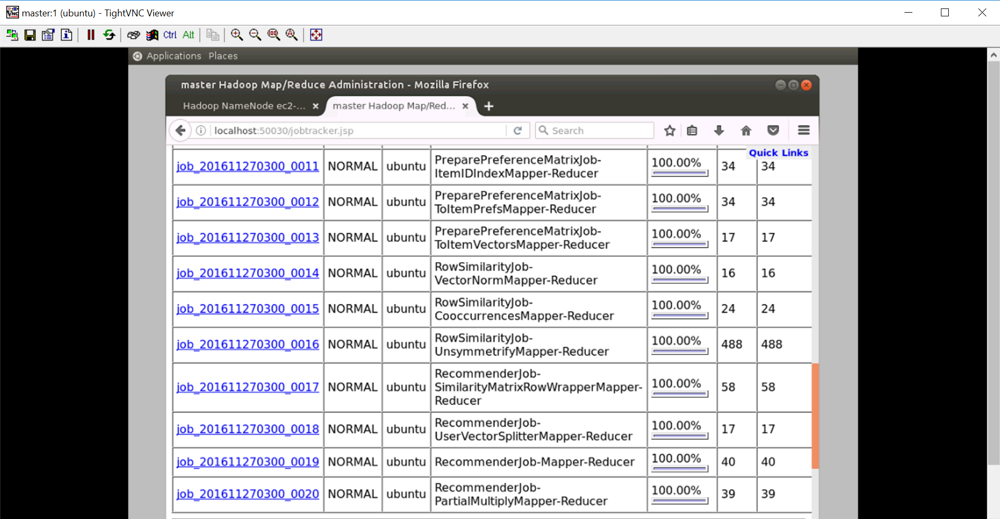 master:1 (ubuntu) - TightVNC Viewer
Ctrl Alt
Applications Places
master Hadoop Map/Reduce Administration - Mozilla Firefox
Hadoop NameNode ec2-... master Hadoop Map/Red...
localhost:50030/jobtracker.jsp Search
Quick Links
job_201611270300_0011 NORMAL ubuntu PreparePreferenceMatrixJob-
ItemIDIndexMapper-Reducer 100.00% 34 34
job_201611270300_0012 NORMAL ubuntu PreparePreferenceMatrixJob-
ToItemPrefsMapper-Reducer 100.00% 34 34
job_201611270300_0013 NORMAL ubuntu PreparePreferenceMatrixJob-
ToItemVectorsMapper-Reducer 100.00% 17 17
job_201611270300_0014 NORMAL ubuntu RowSimilarityJob-
VectorNormMapper-Reducer 100.00% 16 16
job_201611270300_0015 NORMAL ubuntu RowSimilarityJob-
CooccurrencesMapper-Reducer 100.00% 24 24
job_201611270300_0016 NORMAL ubuntu RowSimilarityJob-
UnsymmetrifyMapper-Reducer 100.00% 488 488
job_201611270300_0017 NORMAL ubuntu RecommenderJob-
SimilarityMatrixRowWrapperMapper-
Reducer 100.00% 58 58
job_201611270300_0018 NORMAL ubuntu RecommenderJob-
UserVectorSplitterMapper-Reducer 100.00% 17 17
job_201611270300_0019 NORMAL ubuntu RecommenderJob-Mapper-Reducer 100.00% 40 40
job_201611270300_0020 NORMAL ubuntu RecommenderJob-
PartialMultiplyMapper-Reducer 100.00% 39 39